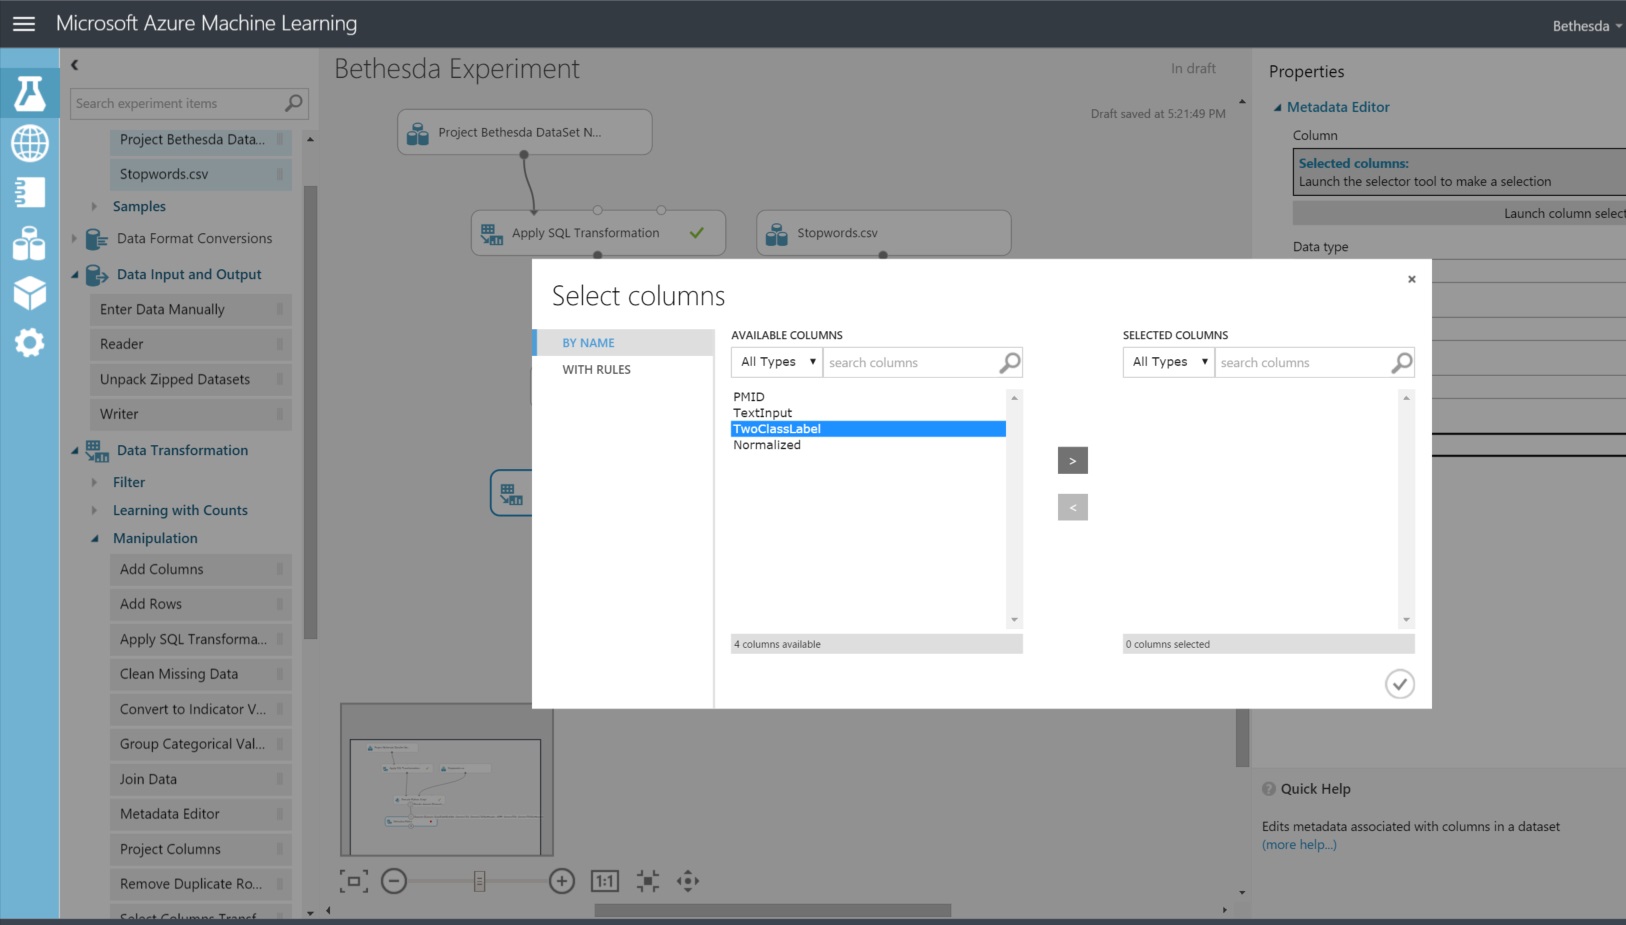 Microsoft Azure Machine Learning
Bethesda
Search experiment items
Project Bethesda Data...
Stopwords.csv
Samples
Data Format Conversions
Data Input and Output
Enter Data Manually
Reader
Unpack Zipped Datasets
Writer
Data Transformation
Filter
Learning with Counts
Manipulation
Add Columns
Add Rows
Apply SQL Transforma...
Clean Missing Data
Convert to Indicator V...
Group Categorical Val...
Join Data
Metadata Editor
Project Columns
Remove Duplicate Ro...
Select Columns Transf
Bethesda Experiment
In draft
Draft saved at 5:21:49 PM
Project Bethesda DataSet N...
Apply SQL Transformation
Stopwords.csv
Select columns
×
BY NAME
WITH RULES
AVAILABLE COLUMNS
All Types
search columns
PMID
TextInput
TwoClassLabel
Normalized
4 columns available
>
<
SELECTED COLUMNS
All Types
search columns
0 columns selected
1:1
Properties
Metadata Editor
Column
Selected columns:
Launch the selector tool to make a selection
Launch column select
Data type
? Quick Help
Edits metadata associated with columns in a dataset
(more help...)